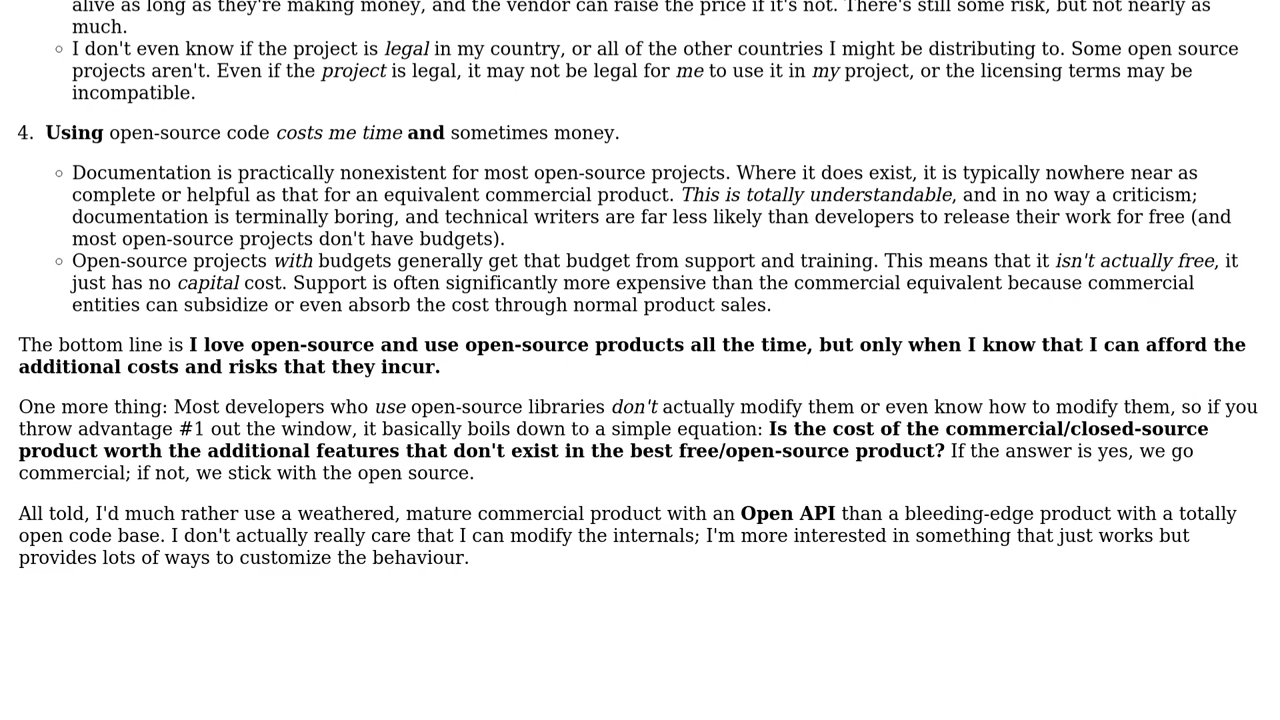 alive as long as they're making money, and the vendor can raise the price if it's not. There's still some risk, but not nearly as
much.
◦ I don't even know if the project is legal in my country, or all of the other countries I might be distributing to. Some open source
projects aren't. Even if the project is legal, it may not be legal for me to use it in my project, or the licensing terms may be
incompatible.
4. Using open-source code costs me time and sometimes money.
◦ Documentation is practically nonexistent for most open-source projects. Where it does exist, it is typically nowhere near as
complete or helpful as that for an equivalent commercial product. This is totally understandable, and in no way a criticism;
documentation is terminally boring, and technical writers are far less likely than developers to release their work for free (and
most open-source projects don't have budgets).
◦ Open-source projects with budgets generally get that budget from support and training. This means that it isn't actually free, it
just has no capital cost. Support is often significantly more expensive than the commercial equivalent because commercial
entities can subsidize or even absorb the cost through normal product sales.
The bottom line is I love open-source and use open-source products all the time, but only when I know that I can afford the
additional costs and risks that they incur.
One more thing: Most developers who use open-source libraries don't actually modify them or even know how to modify them, so if you
throw advantage #1 out the window, it basically boils down to a simple equation: Is the cost of the commercial/closed-source
product worth the additional features that don't exist in the best free/open-source product? If the answer is yes, we go
commercial; if not, we stick with the open source.
All told, I'd much rather use a weathered, mature commercial product with an Open API than a bleeding-edge product with a totally
open code base. I don't actually really care that I can modify the internals; I'm more interested in something that just works but
provides lots of ways to customize the behaviour.